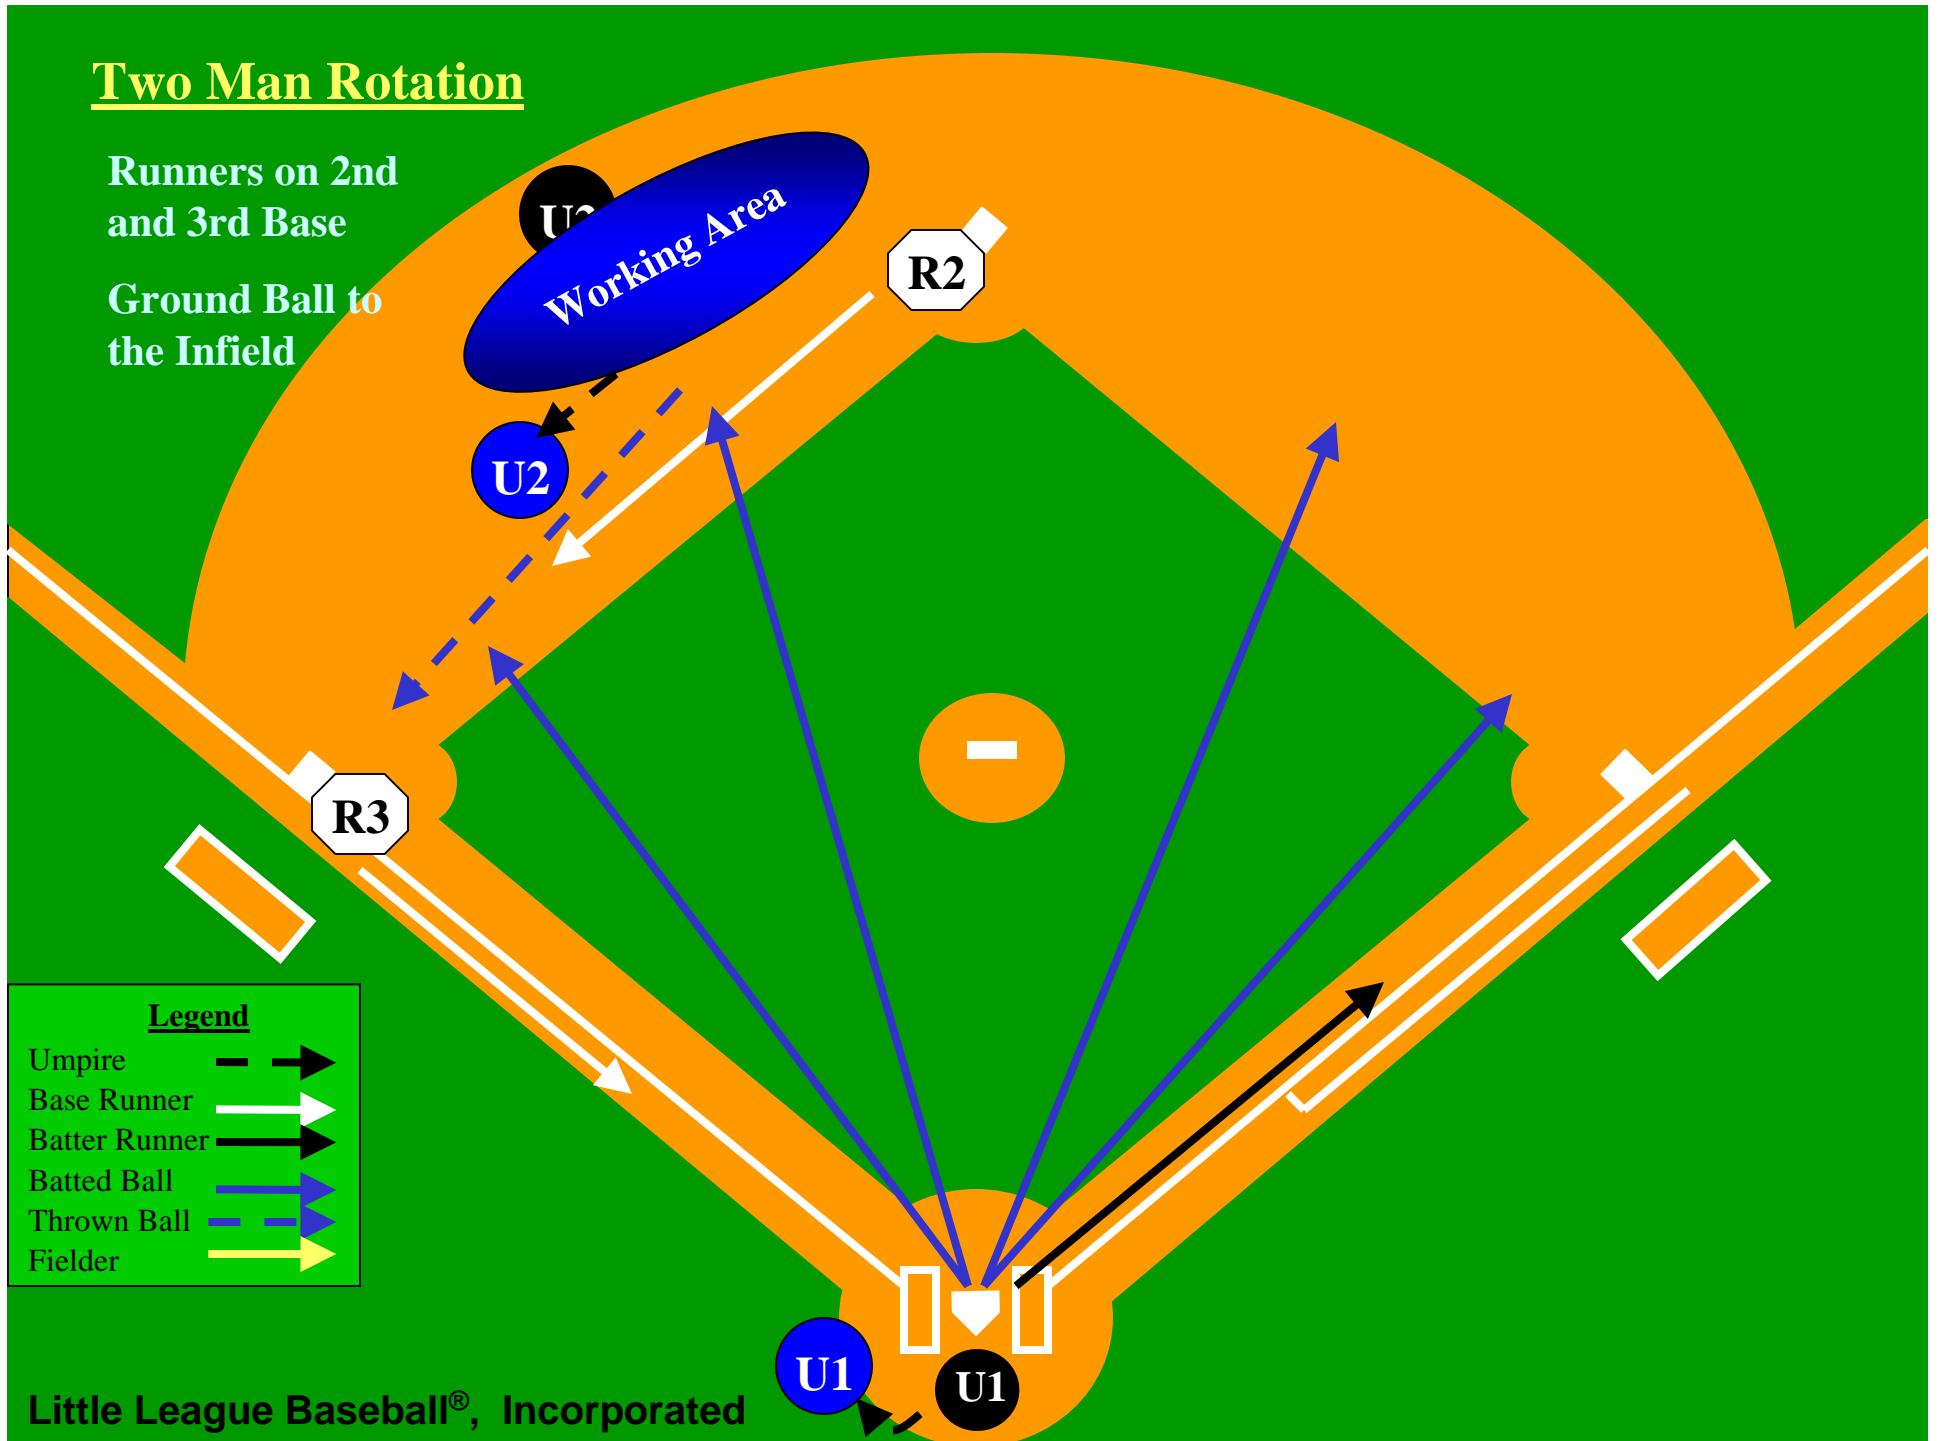 Two Man Rotation
Runners on 2nd
and 3rd Base
Ground Ball to
the Infield
Working Area
R2
U2
R3
Legend
Umpire
Base Runner
Batter Runner
Batted Ball
Thrown Ball
Fielder
U1
U1
Little League Baseball®, Incorporated